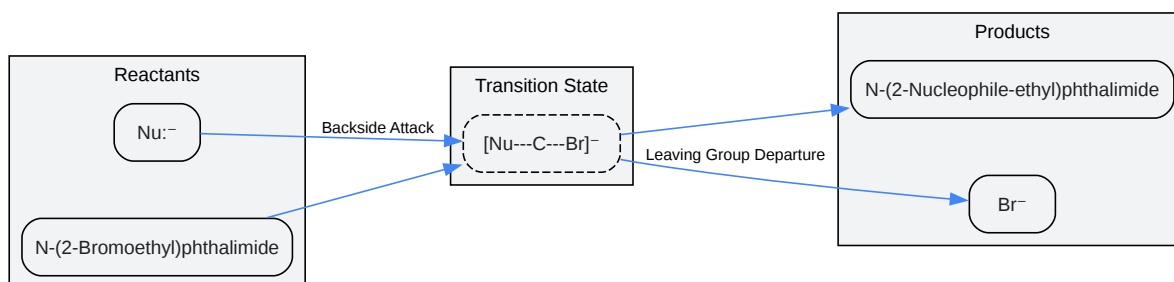 Reactants
Nu:⁻
N-(2-Bromoethyl)phthalimide
Backside Attack
Transition State
[Nu---C---Br]⁻
Leaving Group Departure
Products
N-(2-Nucleophile-ethyl)phthalimide
Br⁻